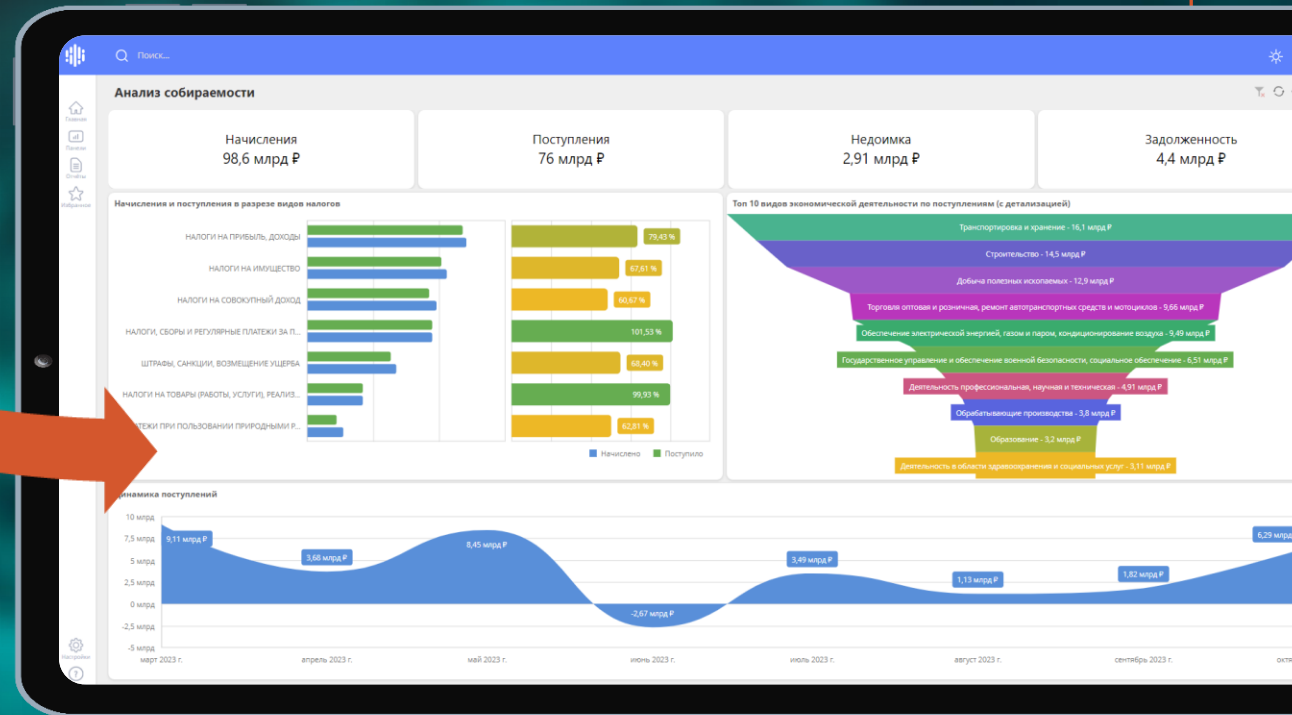 Поиск...
Главная
Панели
Отчёты
Избранное
Настройки
Анализ собираемости
Начисления
98,6 млрд ₽
Поступления
76 млрд ₽
Недоимка
2,91 млрд ₽
Задолженность
4,4 млрд ₽
Начисления и поступления в разрезе видов налогов
НАЛОГИ НА ПРИБЫЛЬ, ДОХОДЫ
79,43 %
НАЛОГИ НА ИМУЩЕСТВО
67,61 %
НАЛОГИ НА СОВОКУПНЫЙ ДОХОД
60,67 %
НАЛОГИ, СБОРЫ И РЕГУЛЯРНЫЕ ПЛАТЕЖИ ЗА П...
101,53 %
ШТРАФЫ, САНКЦИИ, ВОЗМЕЩЕНИЕ УЩЕРБА
68,40 %
НАЛОГИ НА ТОВАРЫ (РАБОТЫ, УСЛУГИ), РЕАЛИЗ...
99,93 %
ПРИ ПОЛЬЗОВАНИИ ПРИРОДНЫМИ Р...
62,81 %
Начислено
Поступило
Топ 10 видов экономической деятельности по поступлениям (с детализацией)
Транспортировка и хранение - 16,1 млрд ₽
Строительство - 14,5 млрд ₽
Добыча полезных ископаемых - 12,9 млрд ₽
Торговля оптовая и розничная, ремонт автотранспортных средств и мотоциклов - 9,66 млрд ₽
Обеспечение электрической энергией, газом и паром, кондиционирование воздуха - 9,49 млрд ₽
Государственное управление и обеспечение военной безопасности, социальное обеспечение - 6,51 млрд ₽
Деятельность профессиональная, научная и техническая - 4,91 млрд ₽
Обрабатывающие производства - 3,8 млрд ₽
Образование - 3,2 млрд ₽
Деятельность в области здравоохранения и социальных услуг - 3,11 млрд ₽
динамика поступлений
10 млрд
7,5 млрд
5 млрд
2,5 млрд
0 млрд
-2,5 млрд
-5 млрд
9,11 млрд ₽
3,68 млрд ₽
8,45 млрд ₽
-2,67 млрд ₽
3,49 млрд ₽
1,13 млрд ₽
1,82 млрд ₽
6,29 млрд
март 2023 г.
апрель 2023 г.
май 2023 г.
июнь 2023 г.
июль 2023 г.
август 2023 г.
сентябрь 2023 г.